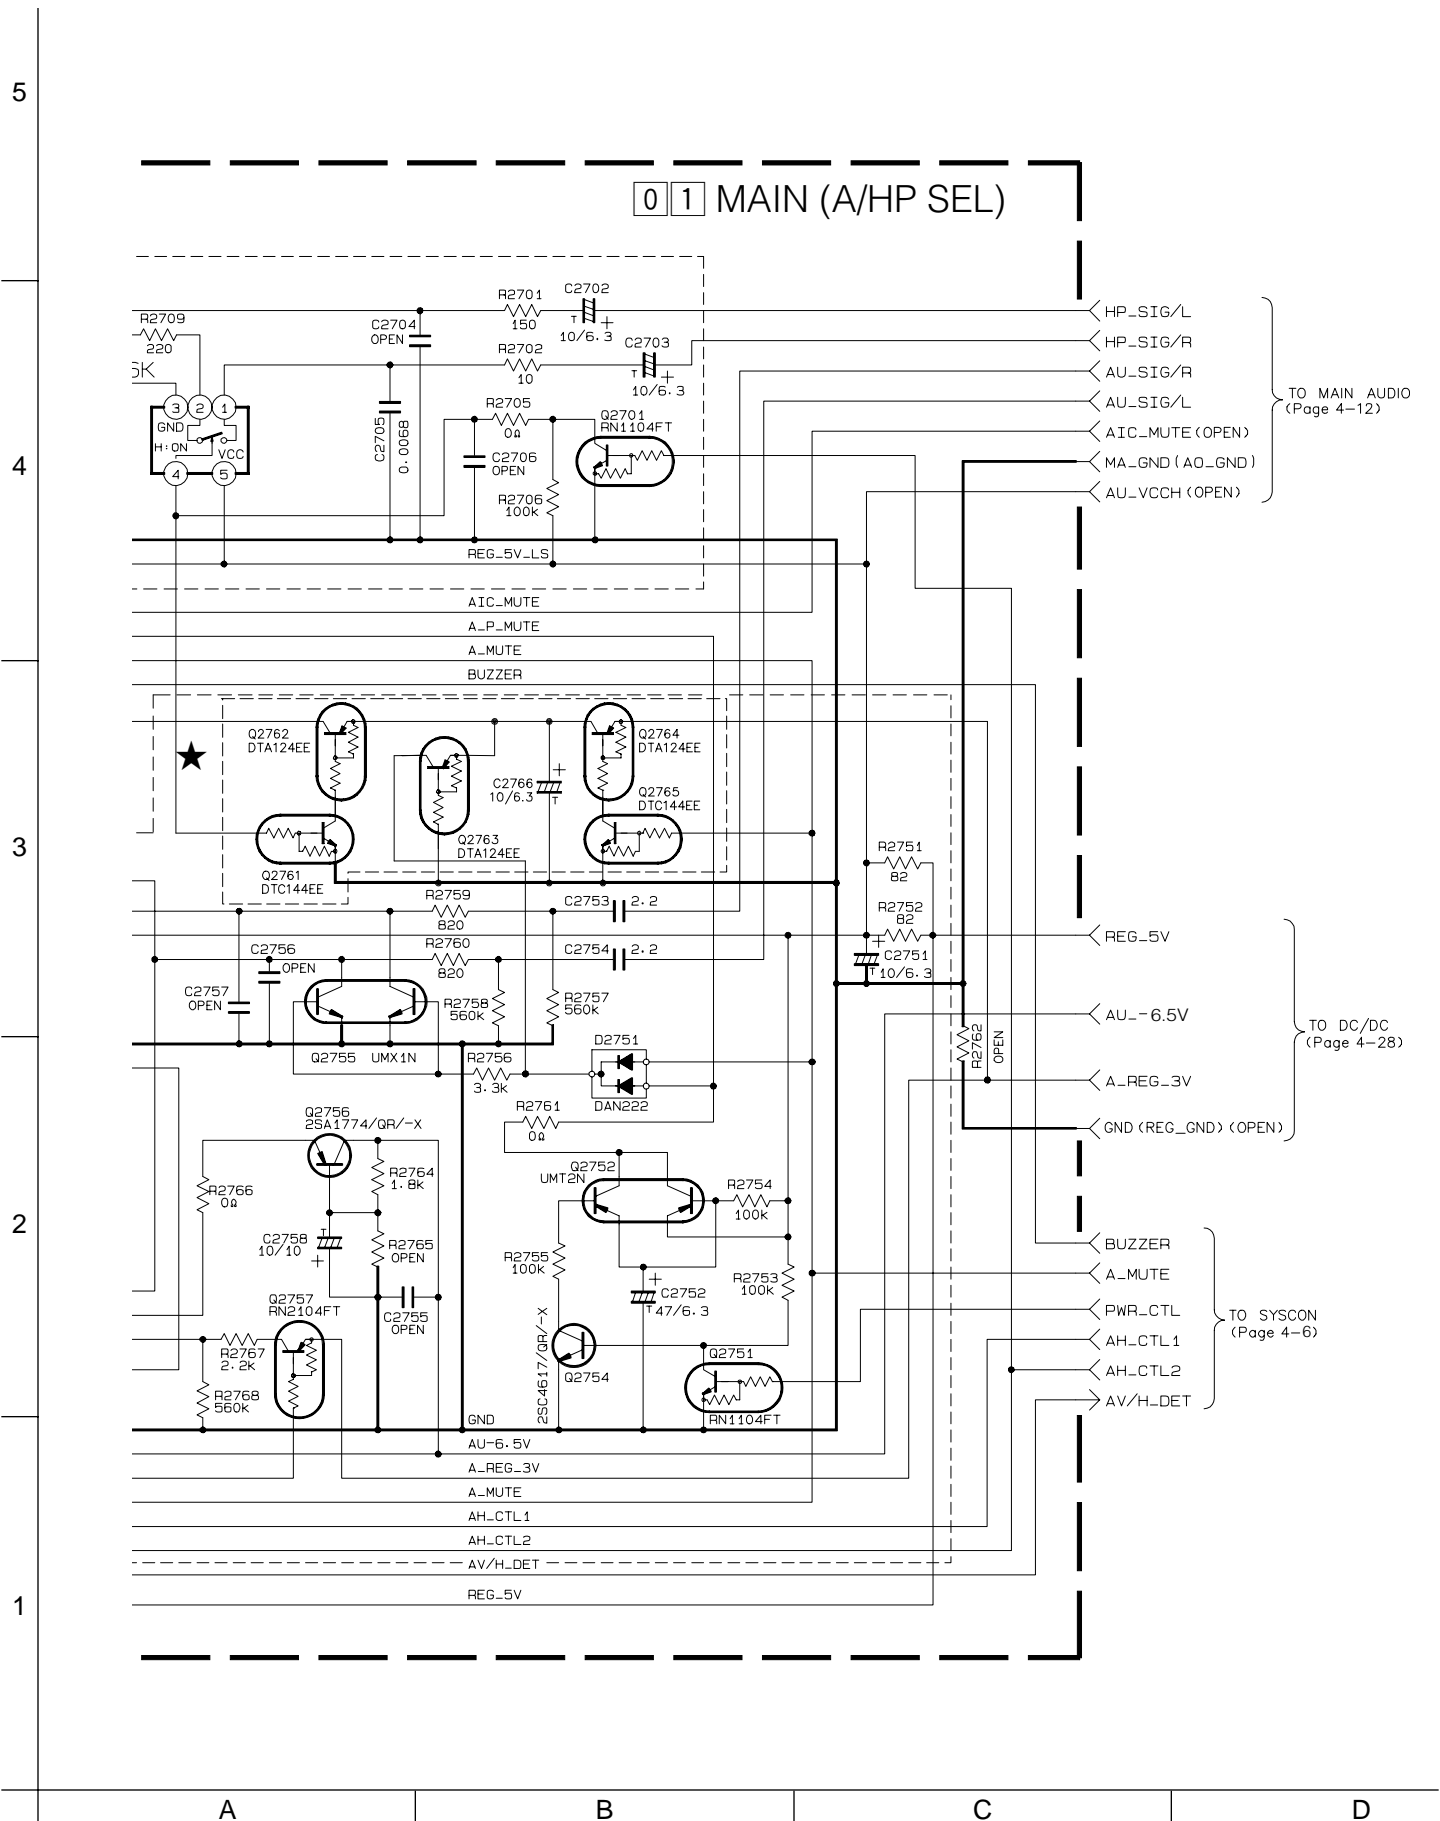 5
0 1 MAIN (A/HP SEL)
R2709
220
C2704
OPEN
R2701
150
C2702
T +
10/6.3
R2702
10
C2703
T +
10/6.3
HP_SIG/L
HP_SIG/R
AU_SIG/R
AU_SIG/L
AIC_MUTE(OPEN)
MA_GND(AO_GND)
AU_VCCH(OPEN)
TO MAIN AUDIO
(Page 4-12)
3 2 1
GND
H:ON
VCC
4 5
C2705
0.0068
R2705
0Ω
C2706
OPEN
R2706
100k
Q2701
RN1104FT
4
REG_5V_LS
AIC_MUTE
A_P_MUTE
A_MUTE
BUZZER
★
Q2762
DTA124EE
Q2764
DTA124EE
C2766
10/6.3
+
T
Q2765
DTC144EE
Q2763
DTA124EE
Q2761
DTC144EE
3
R2751
82
R2759
820
C2753 2.2
R2752
82
REG_5V
C2756
OPEN
R2760
820
C2754 2.2
+
C2751
T 10/6.3
C2757
OPEN
R2758
560k
R2757
560k
AU_-6.5V
R2762
OPEN
TO DC/DC
(Page 4-28)
Q2755 UMX1N
R2756
3.3k
D2751
DAN222
A_REG_3V
GND(REG_GND)(OPEN)
Q2756
2SA1774/QR/-X
R2761
0Ω
R2766
0Ω
R2764
1.8k
Q2752
UMT2N
R2754
100k
2
T
C2758
10/10
+
R2765
OPEN
R2755
100k
+
C2752
T 47/6.3
R2753
100k
C2755
OPEN
Q2757
RN2104FT
R2767
2.2k
R2768
560k
2SC4617/QR/-X
Q2754
Q2751
RN1104FT
BUZZER
A_MUTE
PWR_CTL
AH_CTL1
AH_CTL2
AV/H_DET
TO SYSCON
(Page 4-6)
GND
AU-6.5V
A_REG_3V
A_MUTE
AH_CTL1
AH_CTL2
AV/H_DET
REG_5V
1
A B C D